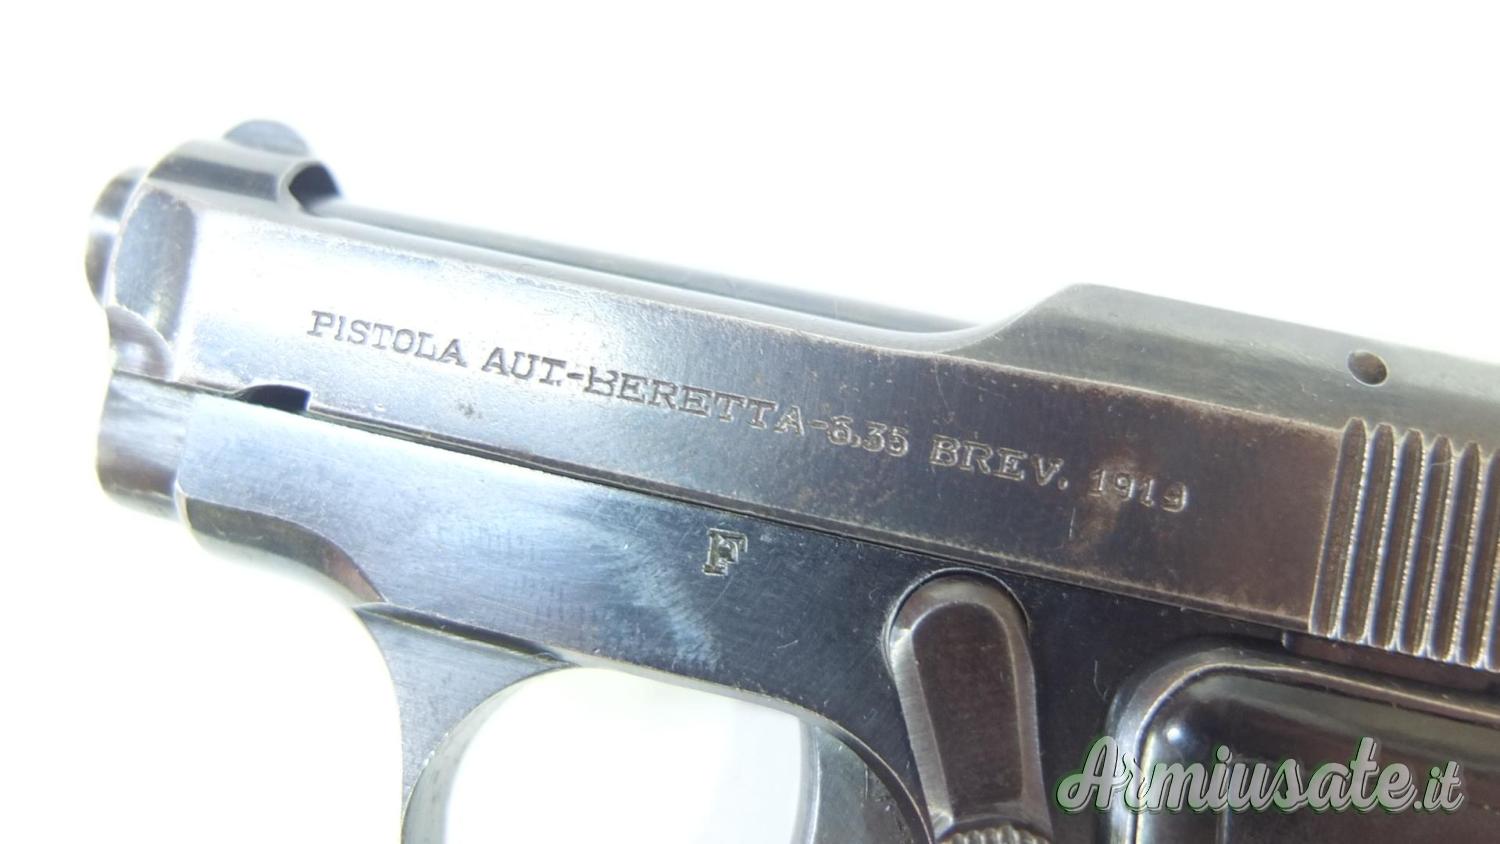 PISTOLA AUT.-BERETTA-6.35 BREV. 1919
F
Armiusate.it